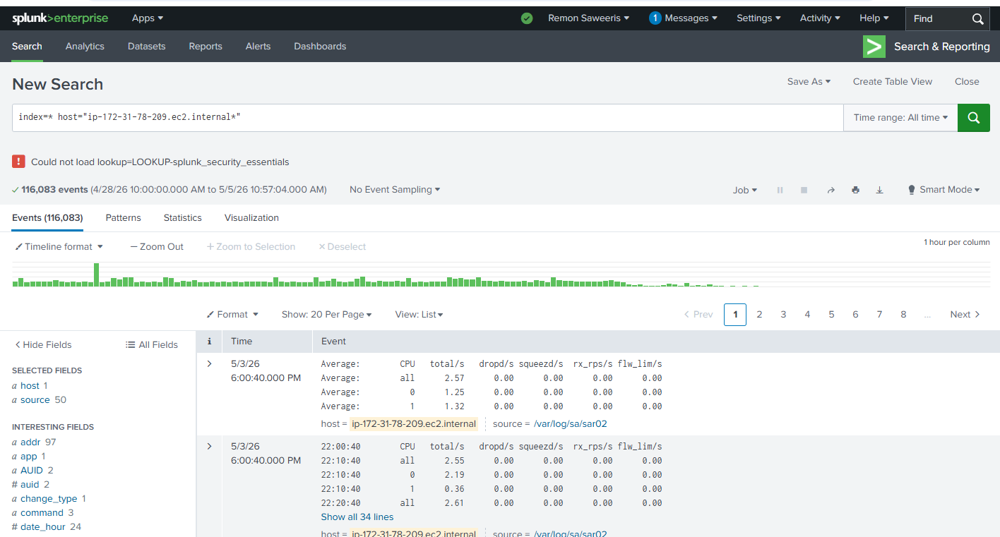 splunk>enterprise Apps Remon Saweeris 1 Messages Settings Activity Help Find
Search Analytics Datasets Reports Alerts Dashboards > Search & Reporting
New Search Save As Create Table View Close
index=* host="ip-172-31-78-209.ec2.internal*" Time range: All time
! Could not load lookup=LOOKUP-splunk_security_essentials
✓ 116,083 events (4/28/26 10:00:00.000 AM to 5/5/26 10:57:04.000 AM) No Event Sampling Job Smart Mode
Events (116,083) Patterns Statistics Visualization
Timeline format — Zoom Out + Zoom to Selection × Deselect 1 hour per column
Format Show: 20 Per Page View: List < Prev 1 2 3 4 5 6 7 8 ... Next >
< Hide Fields All Fields
SELECTED FIELDS
a host 1
a source 50
INTERESTING FIELDS
a addr 97
a app 1
a AUID 2
# auid 2
a change_type 1
a command 3
# date_hour 24
i Time Event
> 5/3/26 6:00:40.000 PM
Average: CPU total/s dropd/s squeezd/s rx_rps/s flw_lim/s
Average: all 2.57 0.00 0.00 0.00 0.00
Average: 0 1.25 0.00 0.00 0.00 0.00
Average: 1 1.32 0.00 0.00 0.00 0.00
host = ip-172-31-78-209.ec2.internal source = /var/log/sa/sar02
> 5/3/26 6:00:40.000 PM
22:00:40 CPU total/s dropd/s squeezd/s rx_rps/s flw_lim/s
22:10:40 all 2.55 0.00 0.00 0.00 0.00
22:10:40 0 2.19 0.00 0.00 0.00 0.00
22:10:40 1 0.36 0.00 0.00 0.00 0.00
22:20:40 all 2.61 0.00 0.00 0.00 0.00
Show all 34 lines
host = ip-172-31-78-209.ec2.internal source = /var/log/sa/sar02